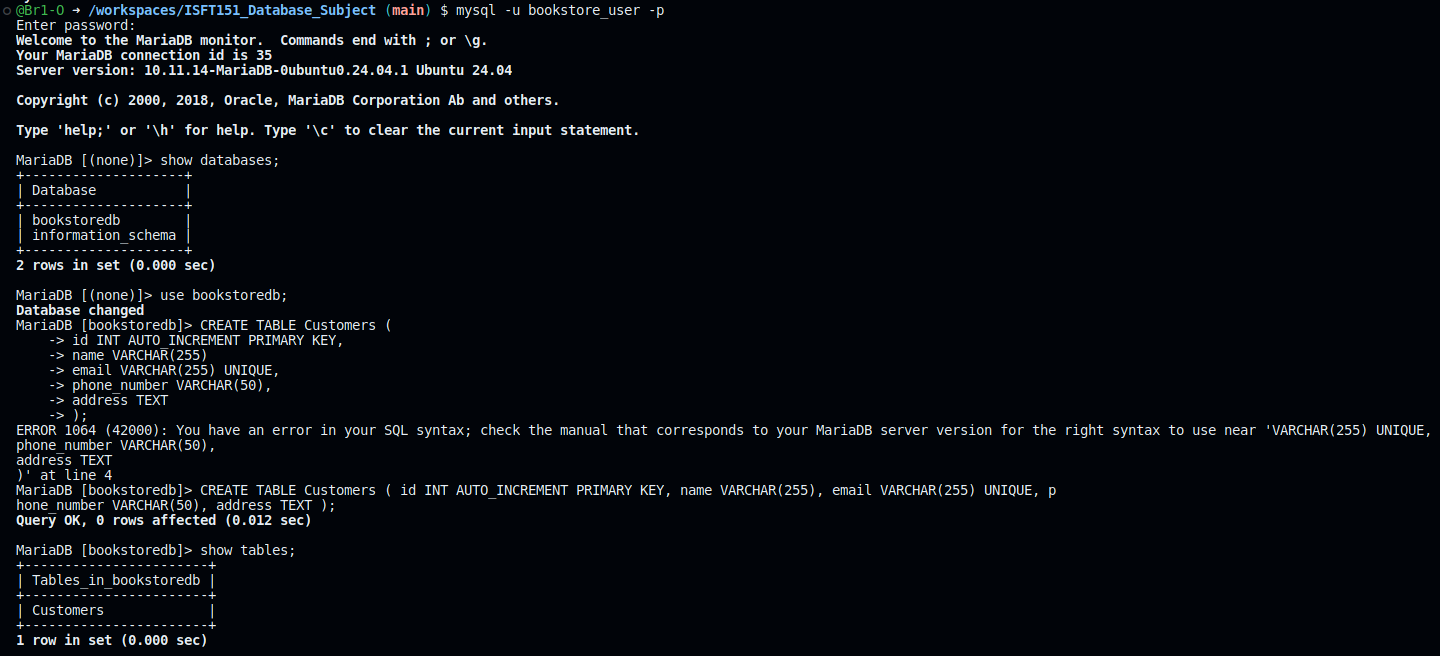 @Br1-O ➜ /workspaces/ISFT151_Database_Subject (main) $ mysql -u bookstore_user -p
Enter password:
Welcome to the MariaDB monitor.  Commands end with ; or \g.
Your MariaDB connection id is 35
Server version: 10.11.14-MariaDB-0ubuntu0.24.04.1 Ubuntu 24.04

Copyright (c) 2000, 2018, Oracle, MariaDB Corporation Ab and others.

Type 'help;' or '\h' for help. Type '\c' to clear the current input statement.

MariaDB [(none)]> show databases;
+--------------------+
| Database           |
+--------------------+
| bookstoredb        |
| information_schema |
+--------------------+
2 rows in set (0.000 sec)

MariaDB [(none)]> use bookstoredb;
Database changed
MariaDB [bookstoredb]> CREATE TABLE Customers (
    -> id INT AUTO_INCREMENT PRIMARY KEY,
    -> name VARCHAR(255)
    -> email VARCHAR(255) UNIQUE,
    -> phone_number VARCHAR(50),
    -> address TEXT
    -> );
ERROR 1064 (42000): You have an error in your SQL syntax; check the manual that corresponds to your MariaDB server version for the right syntax to use near 'VARCHAR(255) UNIQUE,
phone_number VARCHAR(50),
address TEXT
)' at line 4
MariaDB [bookstoredb]> CREATE TABLE Customers ( id INT AUTO_INCREMENT PRIMARY KEY, name VARCHAR(255), email VARCHAR(255) UNIQUE, p
hone_number VARCHAR(50), address TEXT );
Query OK, 0 rows affected (0.012 sec)

MariaDB [bookstoredb]> show tables;
+-----------------------+
| Tables_in_bookstoredb |
+-----------------------+
| Customers             |
+-----------------------+
1 row in set (0.000 sec)